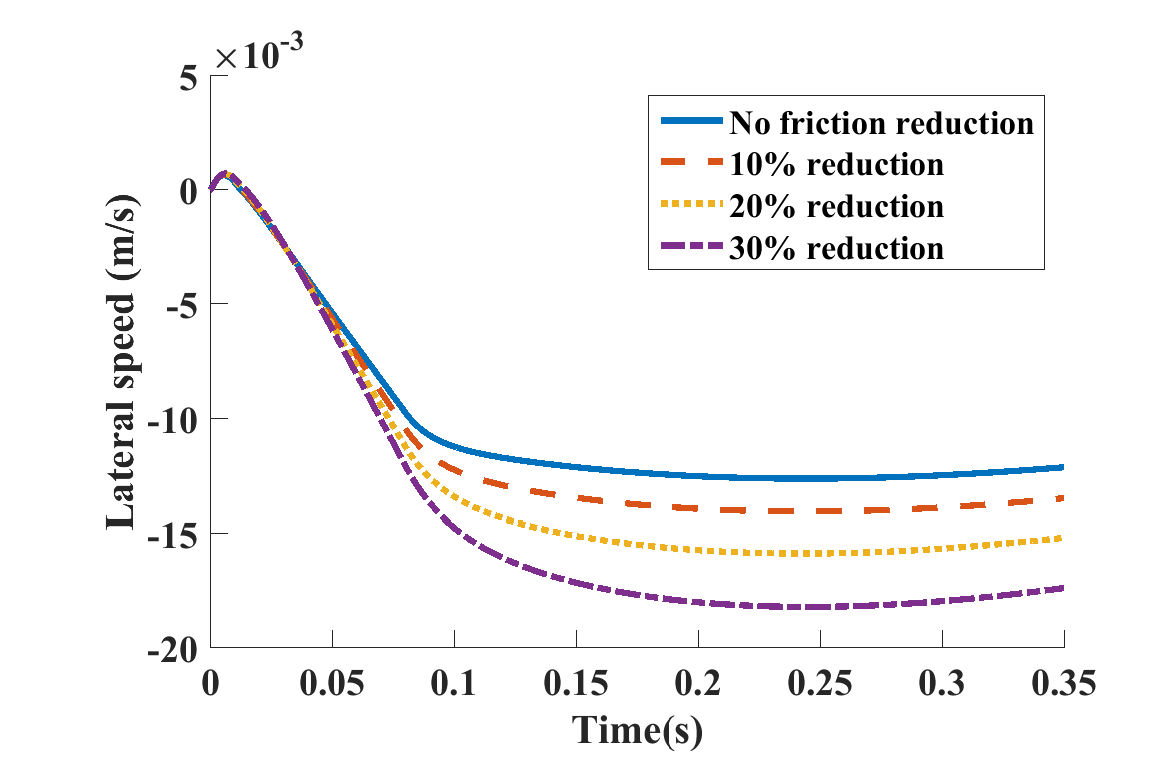 ×10-3
5
0
-5
-10
-15
-20
Lateral speed (m/s)
No friction reduction
10% reduction
20% reduction
30% reduction
0 0.05 0.1 0.15 0.2 0.25 0.3 0.35
Time(s)